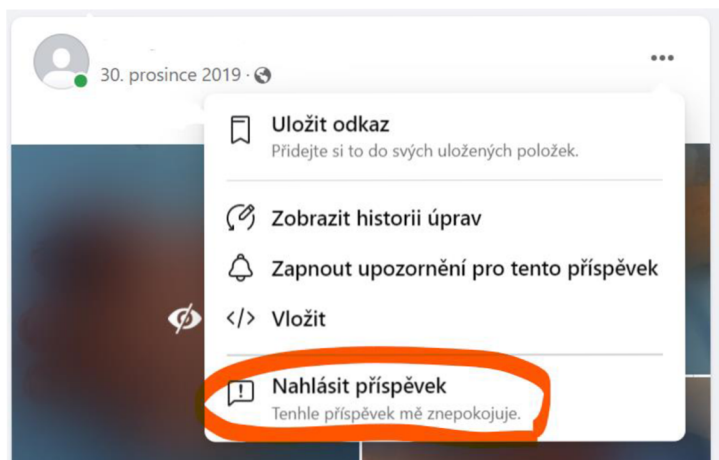 30. prosince 2019 ·
Uložit odkaz
Přidejte si to do svých uložených položek.
Zobrazit historii úprav
Zapnout upozornění pro tento příspěvek
</> Vložit
Nahlásit příspěvek
Tenhle příspěvek mě znepokojuje.